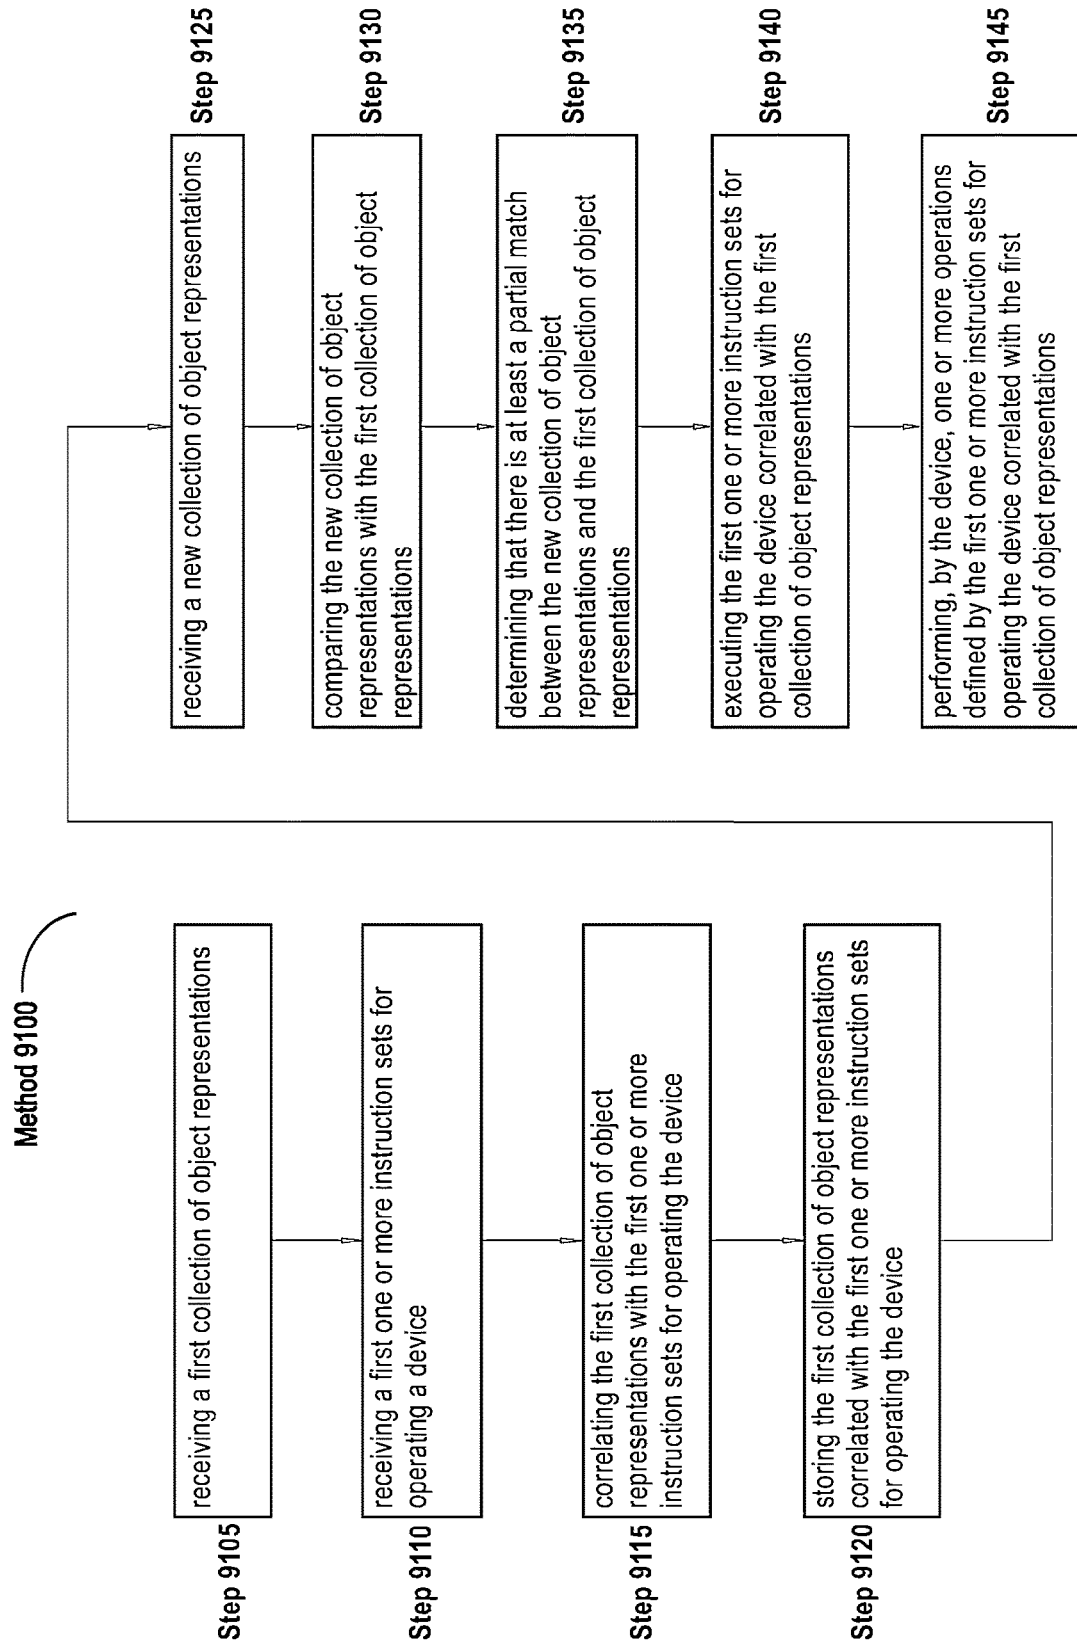 Method 9100
Step 9105
receiving a first collection of object representations
Step 9110
receiving a first one or more instruction sets for
operating a device
Step 9115
correlating the first collection of object
representations with the first one or more
instruction sets for operating the device
Step 9120
storing the first collection of object representations
correlated with the first one or more instruction sets
for operating the device
receiving a new collection of object representations
Step 9125
comparing the new collection of object
representations with the first collection of object
representations
Step 9130
determining that there is at least a partial match
between the new collection of object
representations and the first collection of object
representations
Step 9135
executing the first one or more instruction sets for
operating the device correlated with the first
collection of object representations
Step 9140
performing, by the device, one or more operations
defined by the first one or more instruction sets for
operating the device correlated with the first
collection of object representations
Step 9145